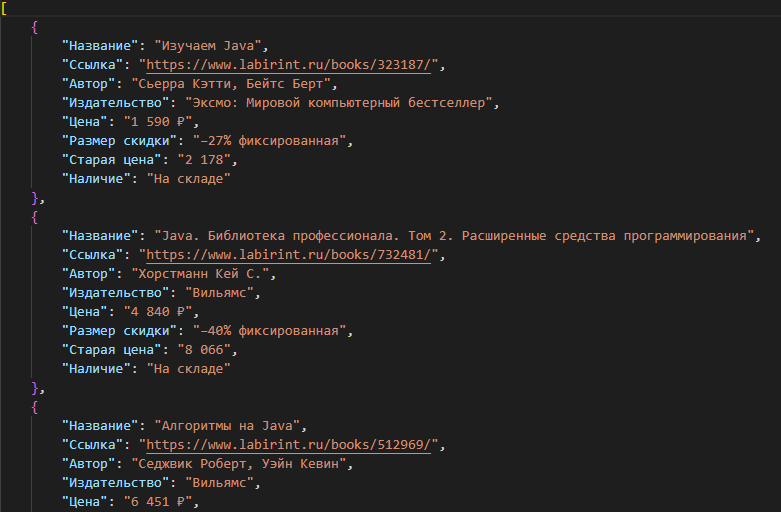 [
{
"Название": "Изучаем Java",
"Ссылка": "https://www.labirint.ru/books/323187/",
"Автор": "Сьерра Кэтти, Бейтс Берт",
"Издательство": "Эксмо: Мировой компьютерный бестселлер",
"Цена": "1 590 ₽",
"Размер скидки": "–27% фиксированная",
"Старая цена": "2 178",
"Наличие": "На складе"
},
{
"Название": "Java. Библиотека профессионала. Том 2. Расширенные средства программирования",
"Ссылка": "https://www.labirint.ru/books/732481/",
"Автор": "Хорстманн Кей С.",
"Издательство": "Вильямс",
"Цена": "4 840 ₽",
"Размер скидки": "–40% фиксированная",
"Старая цена": "8 066",
"Наличие": "На складе"
},
{
"Название": "Алгоритмы на Java",
"Ссылка": "https://www.labirint.ru/books/512969/",
"Автор": "Седжвик Роберт, Уэйн Кевин",
"Издательство": "Вильямс",
"Цена": "6 451 ₽",